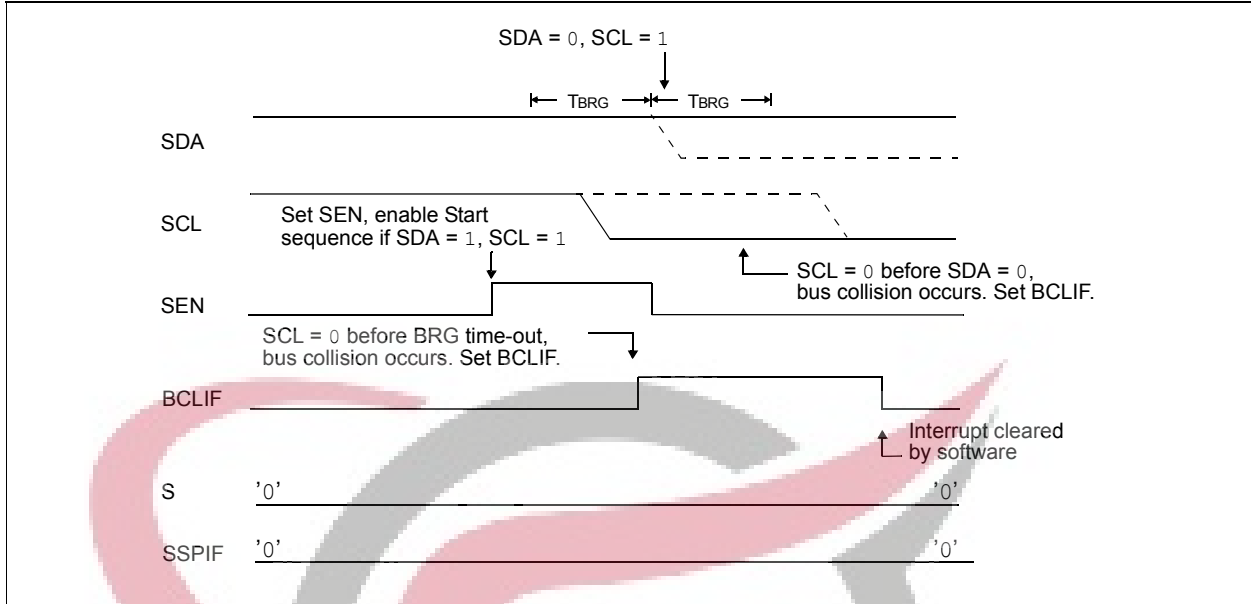 SDA = 0, SCL = 1
TBRG TBRG
SDA
SCL
Set SEN, enable Start
sequence if SDA = 1, SCL = 1
SCL = 0 before SDA = 0,
bus collision occurs. Set BCLIF.
SEN
SCL = 0 before BRG time-out,
bus collision occurs. Set BCLIF.
BCLIF
Interrupt cleared
by software
S '0' '0'
SSPIF '0' '0'